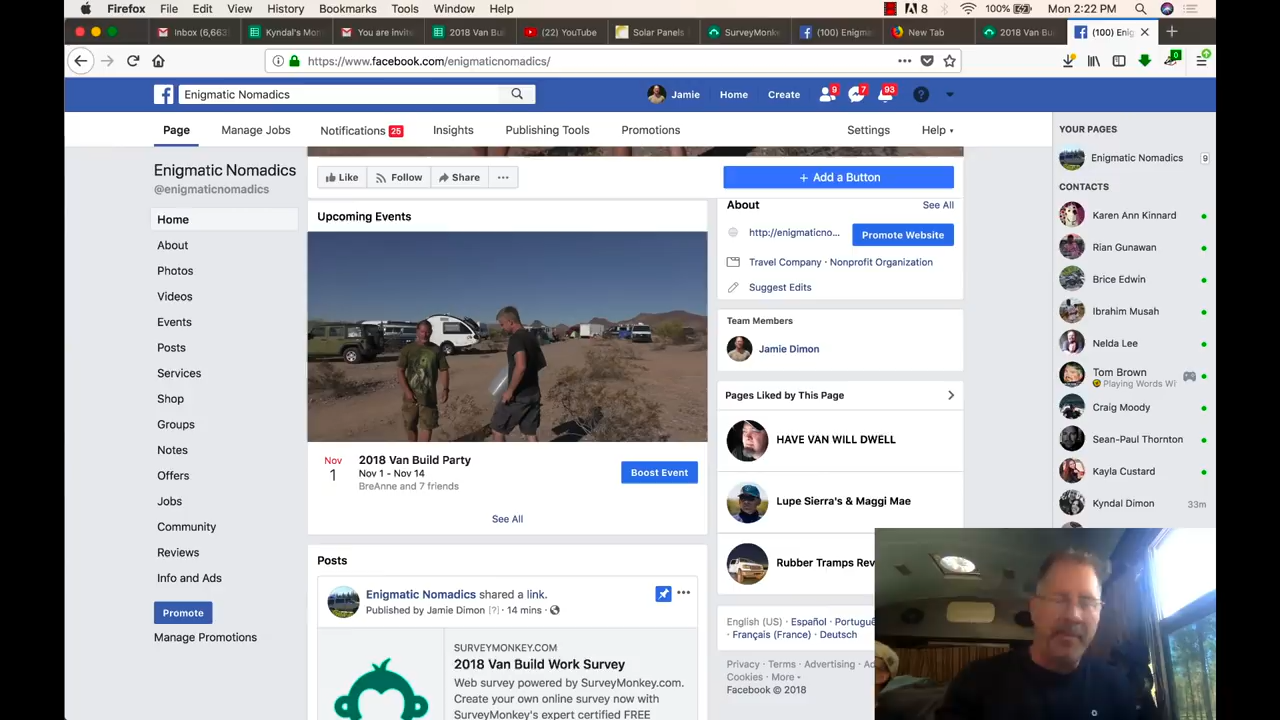 Firefox File Edit View History Bookmarks Tools Window Help
8 100% Mon 2:22 PM
Inbox (6,663
Kyndal's Mon
You are invite
2018 Van Bui
(22) YouTube
Solar Panels
SurveyMonke
(100) Enigma
New Tab
2018 Van Bui
(100) Enig
https://www.facebook.com/enigmaticnomadics/
0
Enigmatic Nomadics
Jamie Home Create 9 7 93
Page Manage Jobs Notifications 25 Insights Publishing Tools Promotions Settings Help
Enigmatic Nomadics
@enigmaticnomadics
Home
About
Photos
Videos
Events
Posts
Services
Shop
Groups
Notes
Offers
Jobs
Community
Reviews
Info and Ads
Promote
Manage Promotions
Like Follow Share ...
+ Add a Button
Upcoming Events
Nov
1
2018 Van Build Party
Nov 1 - Nov 14
BreAnne and 7 friends
Boost Event
See All
Posts
Enigmatic Nomadics shared a link.
Published by Jamie Dimon [?] · 14 mins ·
SURVEYMONKEY.COM
2018 Van Build Work Survey
Web survey powered by SurveyMonkey.com.
Create your own online survey now with
SurveyMonkey's expert certified FREE
About See All
http://enigmaticno...
Promote Website
Travel Company · Nonprofit Organization
Suggest Edits
Team Members
Jamie Dimon
Pages Liked by This Page
HAVE VAN WILL DWELL
Lupe Sierra's & Maggi Mae
Rubber Tramps Rev
English (US) · Español · Portugu
Français (France) · Deutsch
Privacy · Terms · Advertising · Ad
Cookies · More
Facebook © 2018
YOUR PAGES
Enigmatic Nomadics 9
CONTACTS
Karen Ann Kinnard
Rian Gunawan
Brice Edwin
Ibrahim Musah
Nelda Lee
Tom Brown
Playing Words Wi
Craig Moody
Sean-Paul Thornton
Kayla Custard
Kyndal Dimon 33m